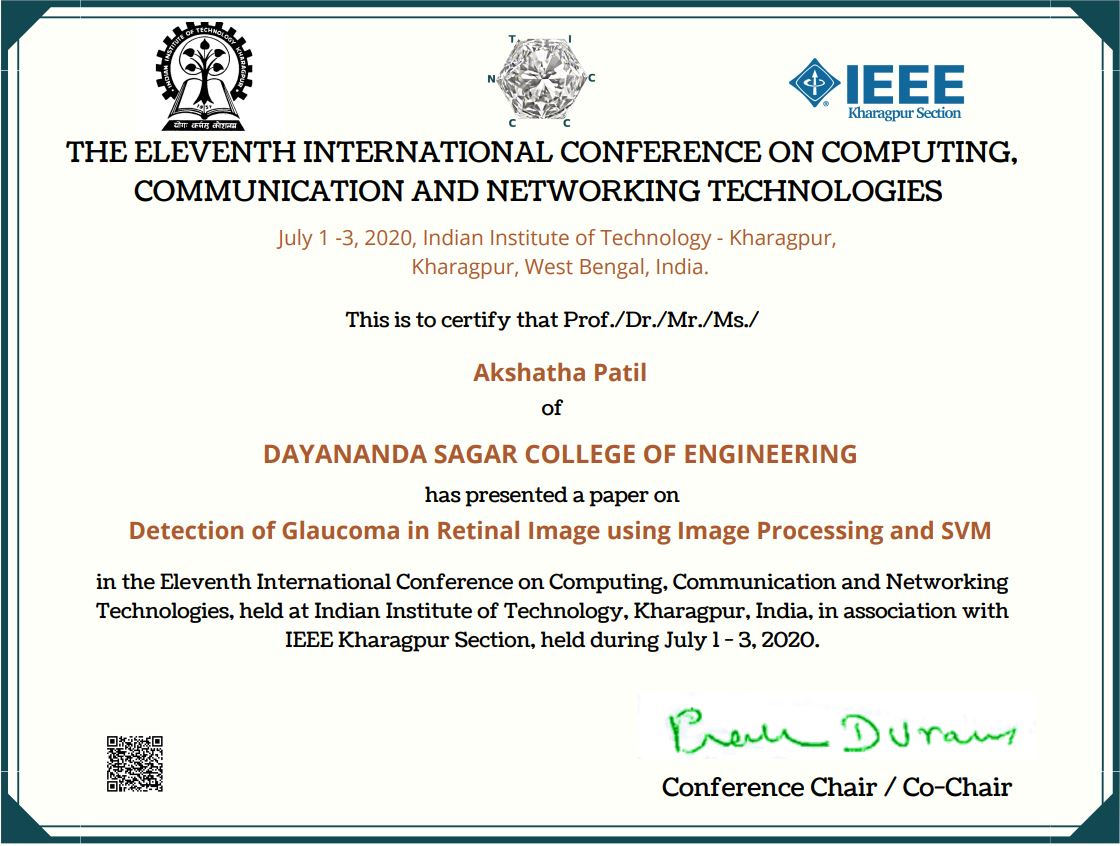 INDIAN INSTITUTE OF TECHNOLOGY KHARAGPUR
1951
योगः कर्मसु कौशलम्
T I
N C
C C
IEEE
Kharagpur Section
THE ELEVENTH INTERNATIONAL CONFERENCE ON COMPUTING,
COMMUNICATION AND NETWORKING TECHNOLOGIES
July 1 -3, 2020, Indian Institute of Technology - Kharagpur,
Kharagpur, West Bengal, India.
This is to certify that Prof./Dr./Mr./Ms./
Akshatha Patil
of
DAYANANDA SAGAR COLLEGE OF ENGINEERING
has presented a paper on
Detection of Glaucoma in Retinal Image using Image Processing and SVM
in the Eleventh International Conference on Computing, Communication and Networking
Technologies, held at Indian Institute of Technology, Kharagpur, India, in association with
IEEE Kharagpur Section, held during July 1 - 3, 2020.
Conference Chair / Co-Chair